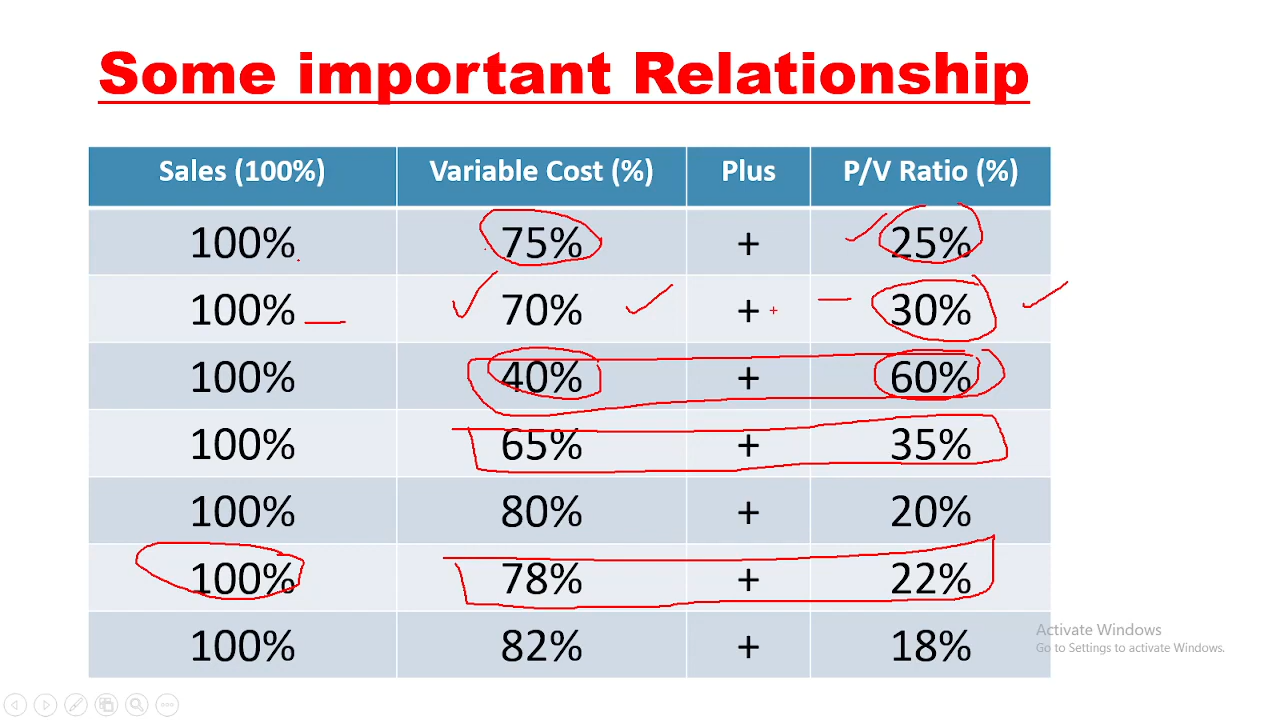 Some important Relationship
Sales (100%) Variable Cost (%) Plus P/V Ratio (%)
100% 75% + 25%
100% 70% + 30%
100% 40% + 60%
100% 65% + 35%
100% 80% + 20%
100% 78% + 22%
100% 82% + 18%
Activate Windows
Go to Settings to activate Windows.